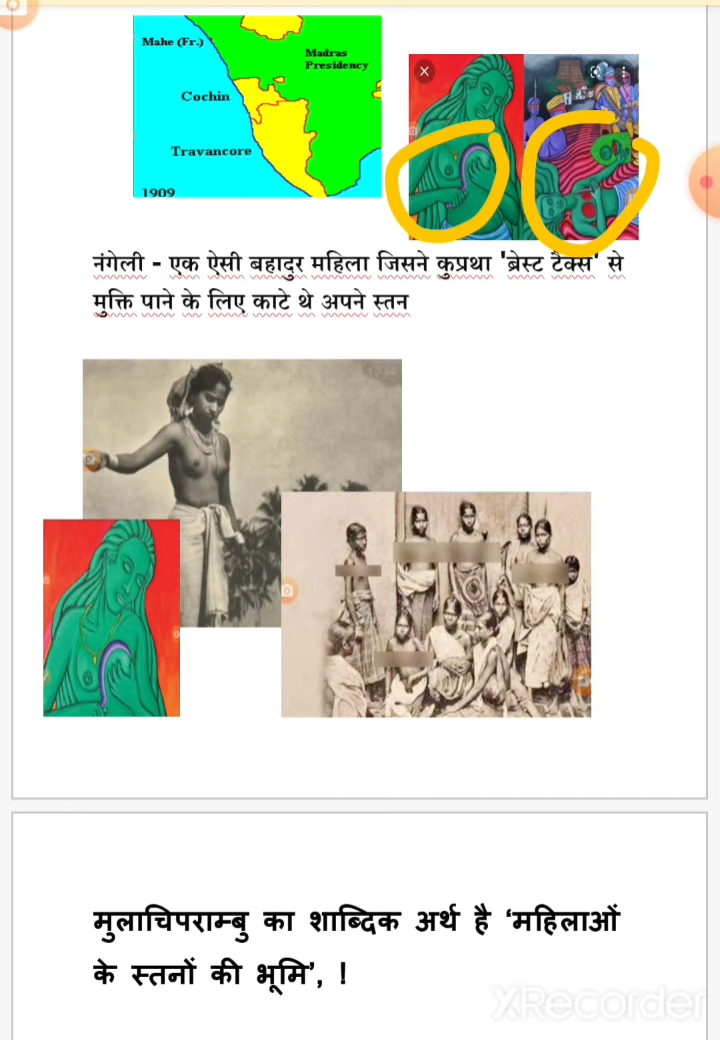 Mahe (Fr.)
Madras
Presidency
Cochin
Travancore
1909
नंगेली - एक ऐसी बहादुर महिला जिसने कुप्रथा 'ब्रेस्ट टैक्स' से
मुक्ति पाने के लिए काटे थे अपने स्तन
मुलाचिपराम्बु का शाब्दिक अर्थ है ‘महिलाओं
के स्तनों की भूमि’, !
XRecorder